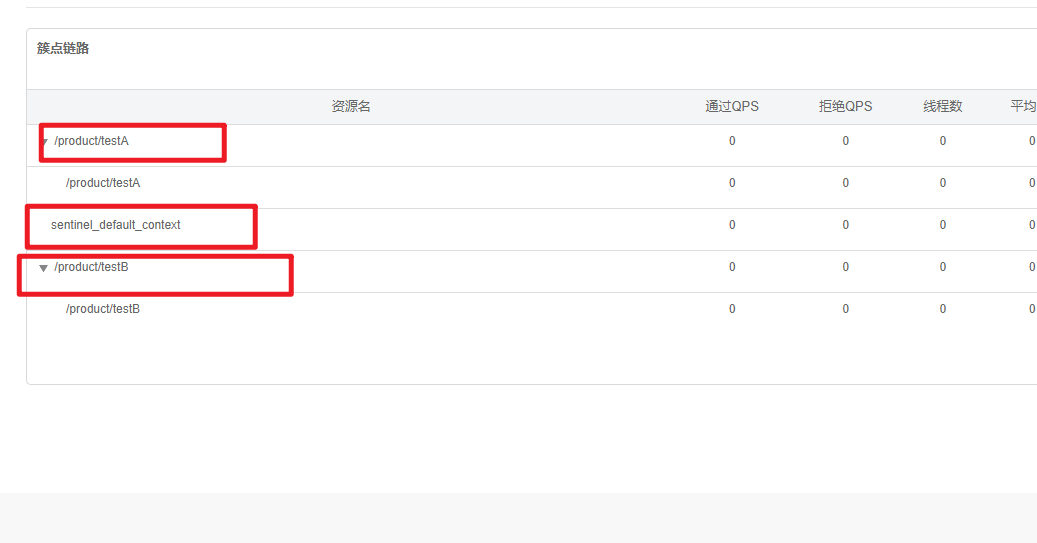 簇点链路
资源名 通过QPS 拒绝QPS 线程数 平均
/product/testA 0 0 0 0
/product/testA 0 0 0 0
sentinel_default_context 0 0 0 0
/product/testB 0 0 0 0
/product/testB 0 0 0 0